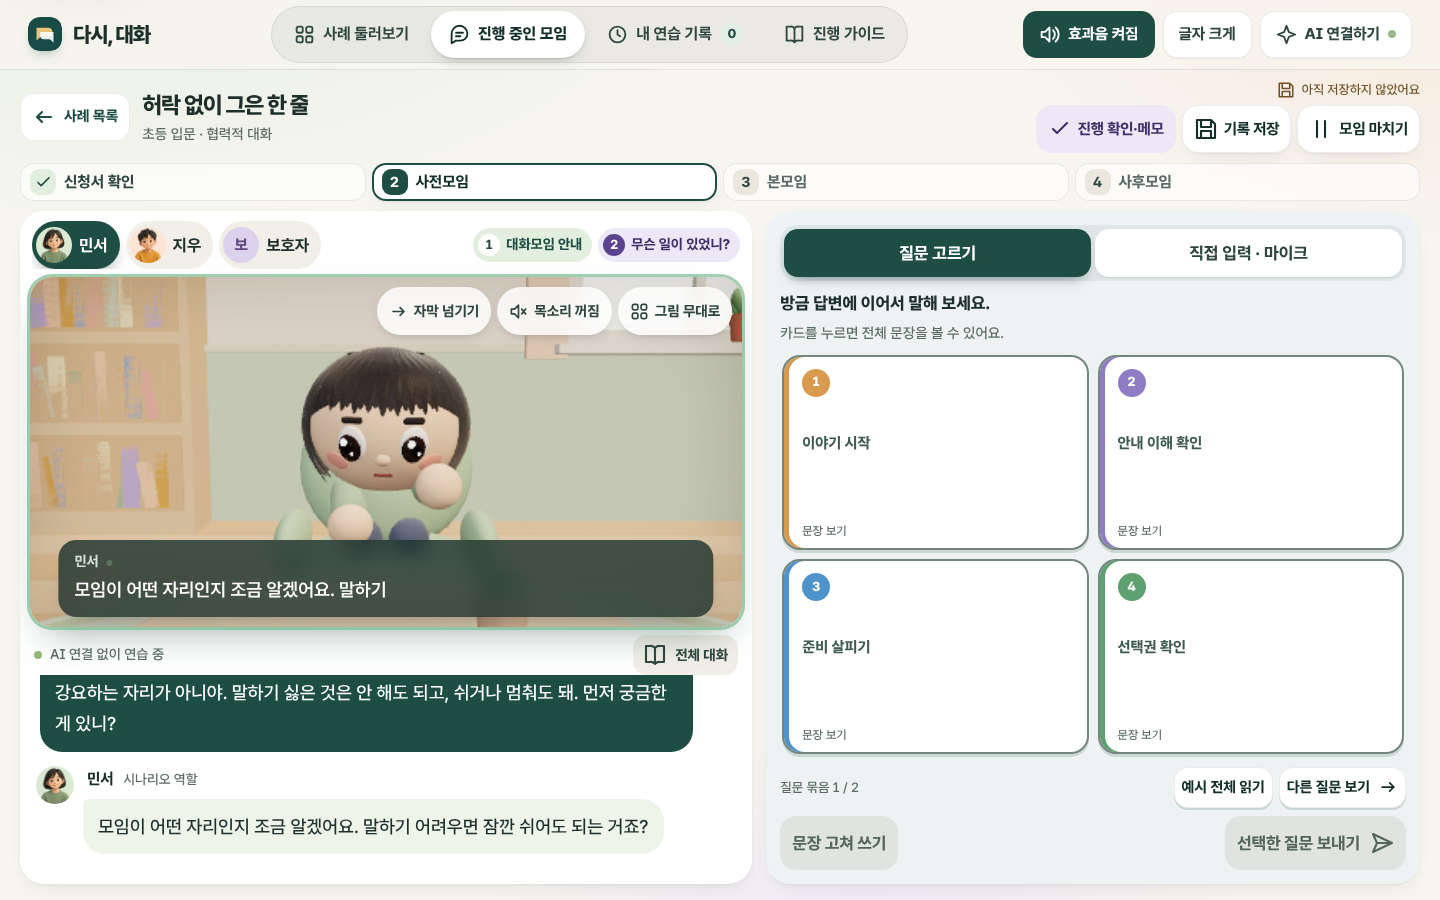 다시, 대화
사례 둘러보기
진행 중인 모임
내 연습 기록 0
진행 가이드
효과음 켜짐
글자 크게
AI 연결하기
사례 목록
허락 없이 그은 한 줄
초등 입문 · 협력적 대화
아직 저장하지 않았어요
진행 확인·메모
기록 저장
모임 마치기
신청서 확인
2 사전모임
3 본모임
4 사후모임
민서
지우
보 보호자
1 대화모임 안내
2 무슨 일이 있었니?
자막 넘기기
목소리 꺼짐
그림 무대로
민서
모임이 어떤 자리인지 조금 알겠어요. 말하기
AI 연결 없이 연습 중
전체 대화
강요하는 자리가 아니야. 말하기 싫은 것은 안 해도 되고, 쉬거나 멈춰도 돼. 먼저 궁금한
게 있니?
민서 시나리오 역할
모임이 어떤 자리인지 조금 알겠어요. 말하기 어려우면 잠깐 쉬어도 되는 거죠?
질문 고르기
직접 입력 · 마이크
방금 답변에 이어서 말해 보세요.
카드를 누르면 전체 문장을 볼 수 있어요.
1
이야기 시작
문장 보기
2
안내 이해 확인
문장 보기
3
준비 살피기
문장 보기
4
선택권 확인
문장 보기
질문 묶음 1 / 2
예시 전체 읽기
다른 질문 보기
문장 고쳐 쓰기
선택한 질문 보내기